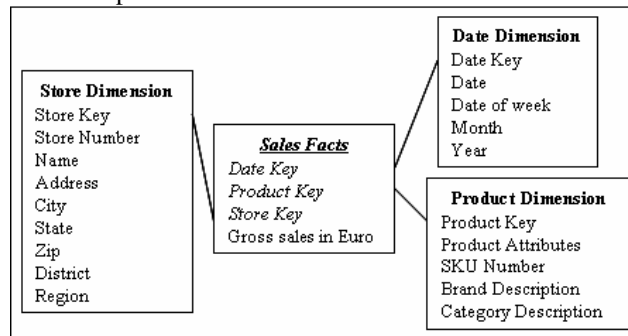 Store Dimension
Store Key
Store Number
Name
Address
City
State
Zip
District
Region
Sales Facts
Date Key
Product Key
Store Key
Gross sales in Euro
Date Dimension
Date Key
Date
Date of week
Month
Year
Product Dimension
Product Key
Product Attributes
SKU Number
Brand Description
Category Description